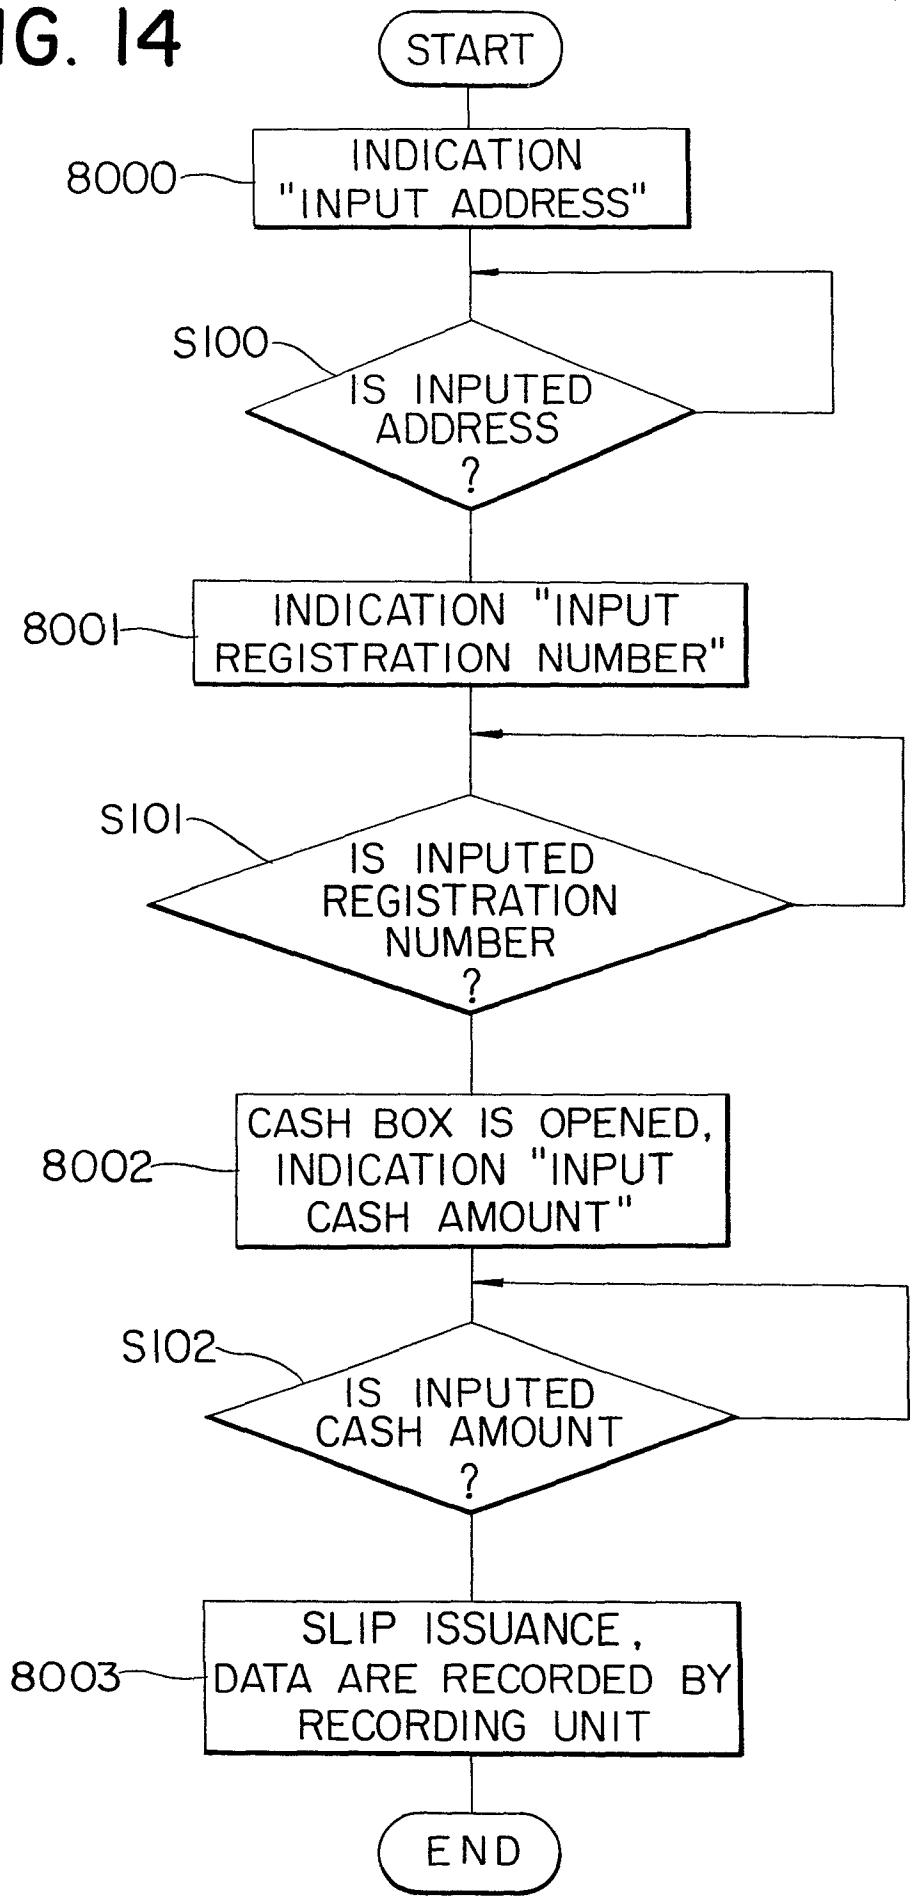 IG. 14
START
8000
INDICATION
"INPUT ADDRESS"
S100
IS INPUTED
ADDRESS
?
8001
INDICATION "INPUT
REGISTRATION NUMBER"
S101
IS INPUTED
REGISTRATION
NUMBER
?
8002
CASH BOX IS OPENED,
INDICATION "INPUT
CASH AMOUNT"
S102
IS INPUTED
CASH AMOUNT
?
8003
SLIP ISSUANCE,
DATA ARE RECORDED BY
RECORDING UNIT
END